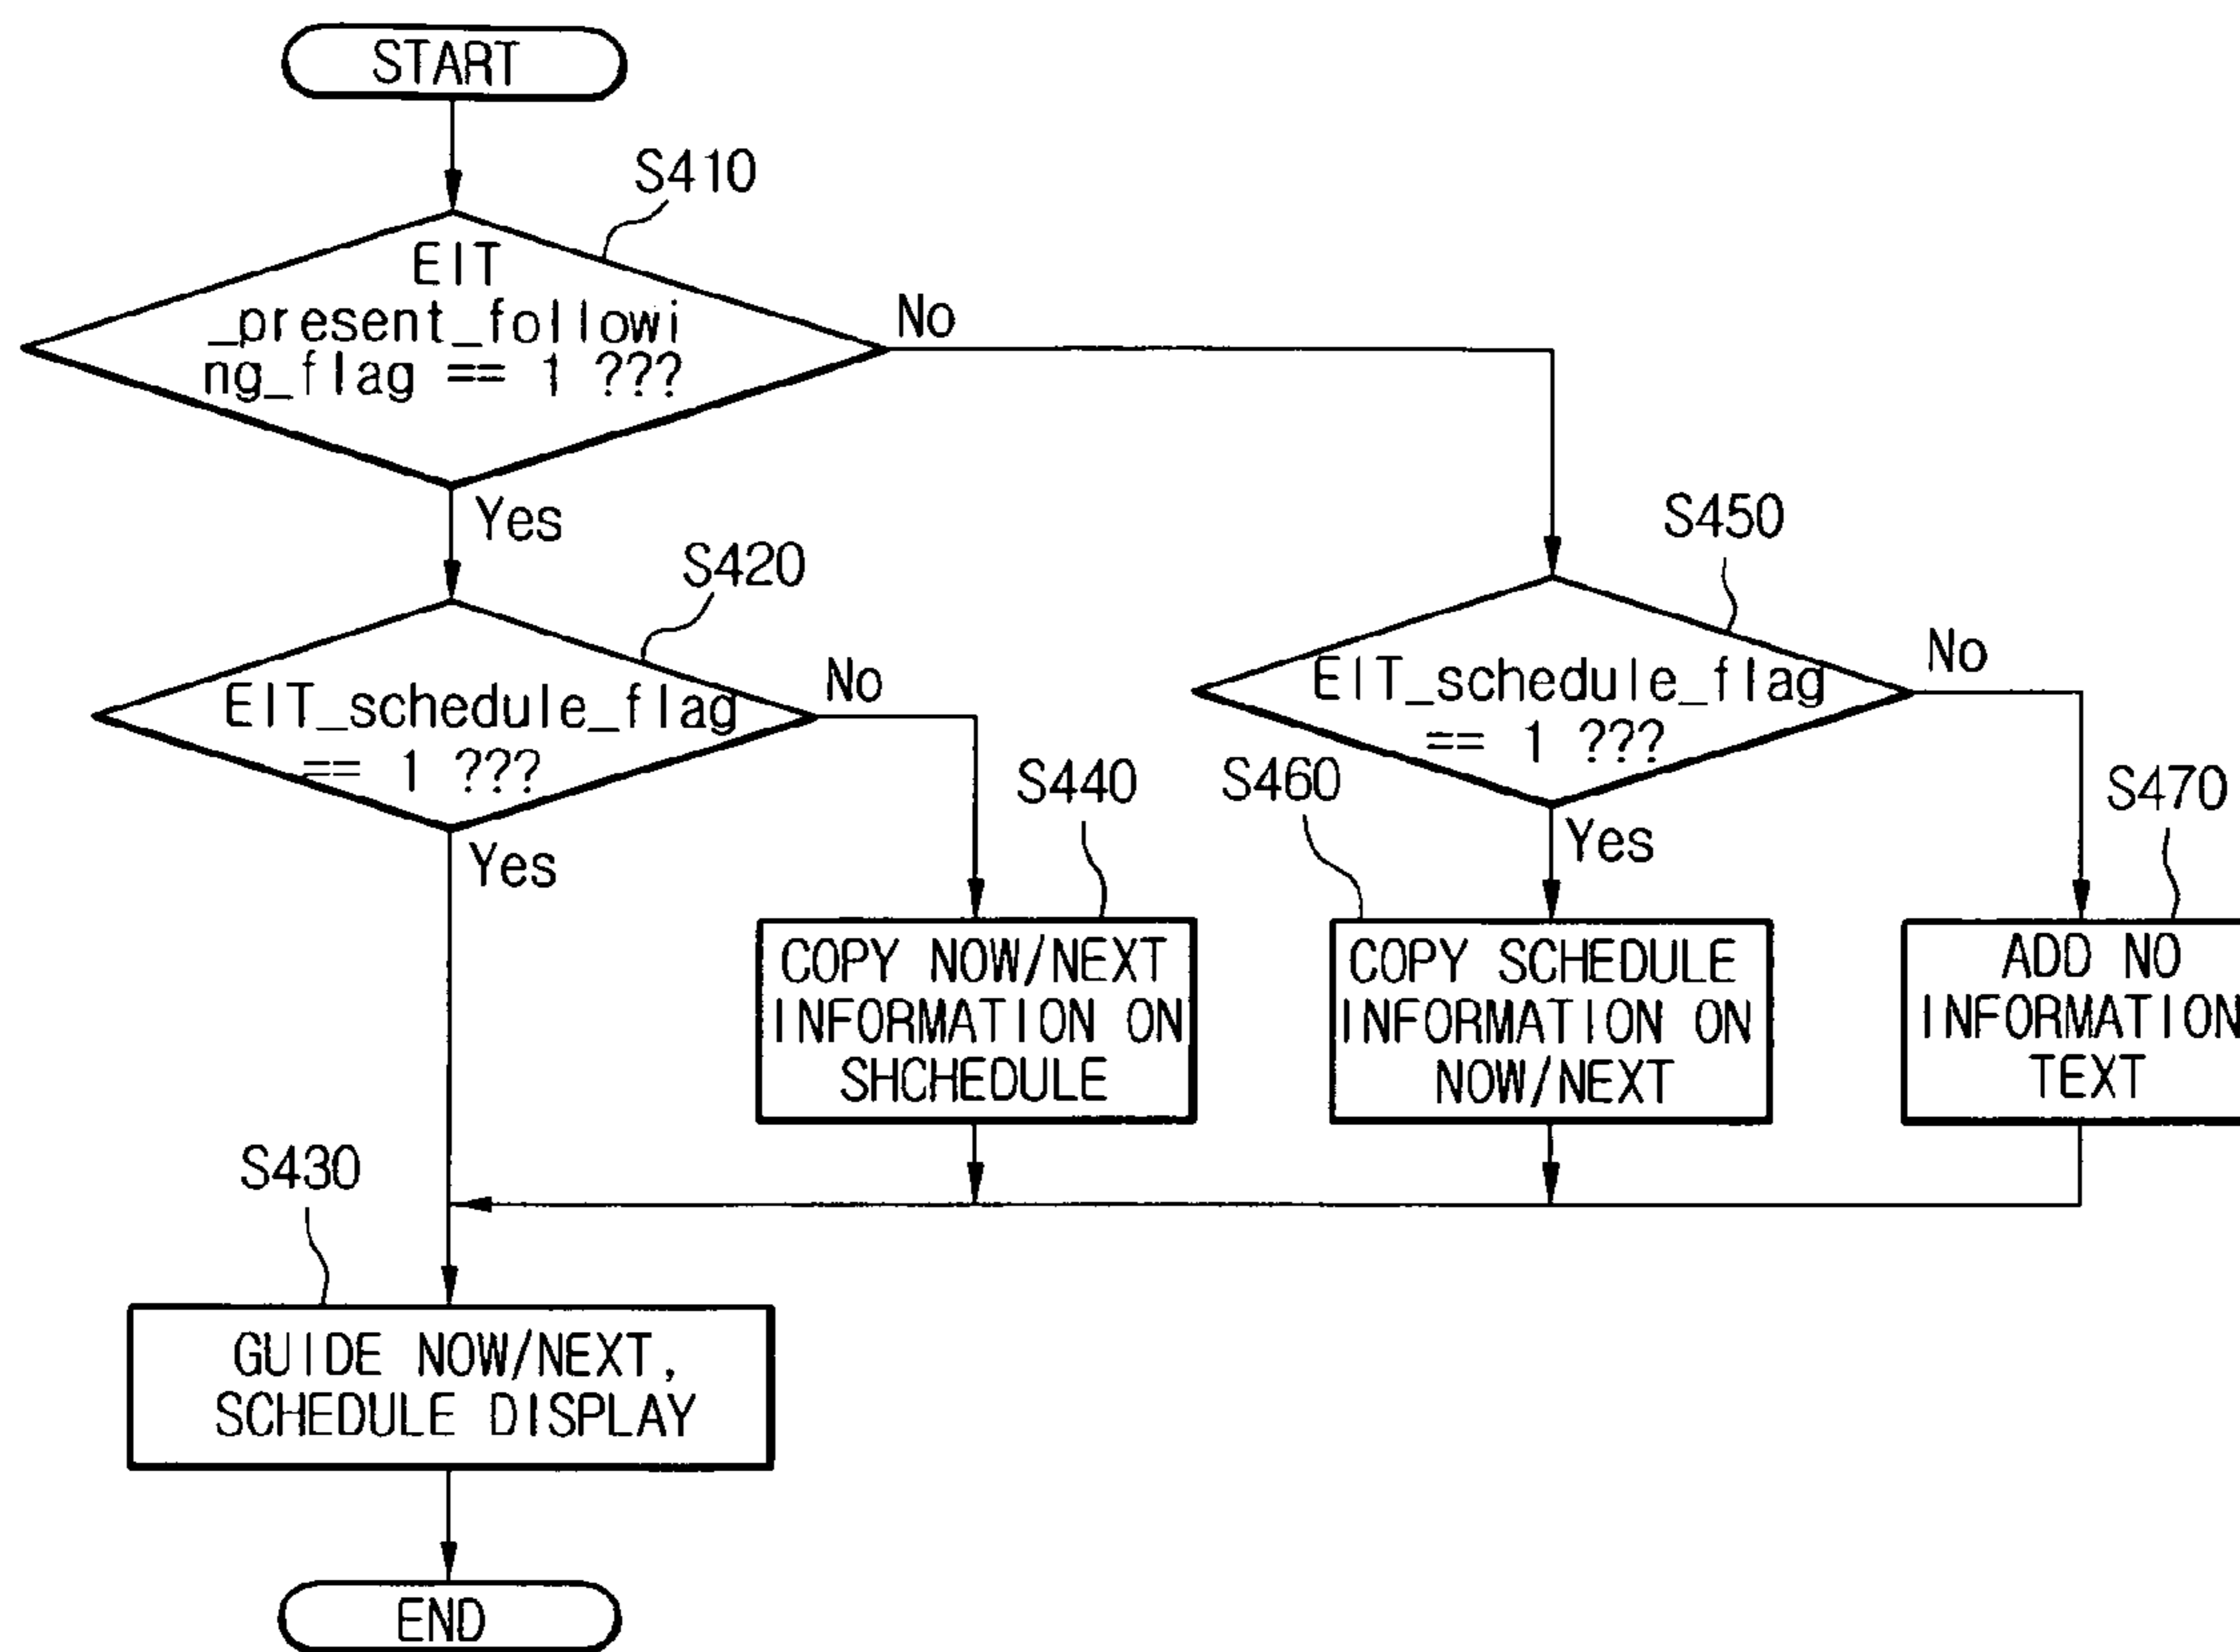 START
S410
EIT
_present_followi
ng_flag == 1 ???
No
Yes
S420
EIT_schedule_flag
== 1 ???
No
Yes
S450
EIT_schedule_flag
== 1 ???
No
Yes
S440
COPY NOW/NEXT
INFORMATION ON
SHCHEDULE
S460
COPY SCHEDULE
INFORMATION ON
NOW/NEXT
S470
ADD NO
INFORMATION
TEXT
S430
GUIDE NOW/NEXT,
SCHEDULE DISPLAY
END